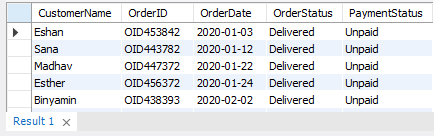 CustomerName OrderID OrderDate OrderStatus PaymentStatus
Eshan OID453842 2020-01-03 Delivered Unpaid
Sana OID443782 2020-01-12 Delivered Unpaid
Madhav OID447372 2020-01-22 Delivered Unpaid
Esther OID456372 2020-01-24 Delivered Unpaid
Binyamin OID438393 2020-02-02 Delivered Unpaid
Result 1